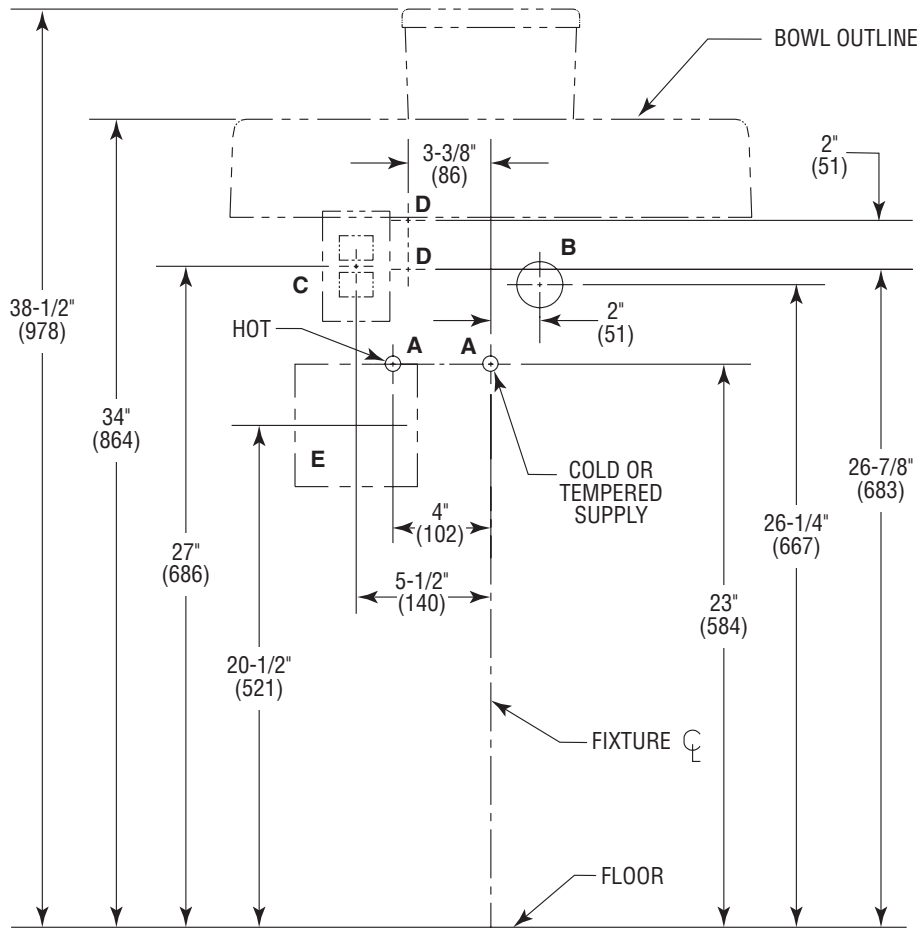 BOWL OUTLINE
3-3/8"
(86)
2"
(51)
D
D
B
C
38-1/2"
(978)
2"
(51)
HOT
A
A
34"
(864)
E
COLD OR
TEMPERED
SUPPLY
26-7/8"
(683)
4"
(102)
26-1/4"
(667)
27"
(686)
5-1/2"
(140)
23"
(584)
20-1/2"
(521)
FIXTURE CL
FLOOR